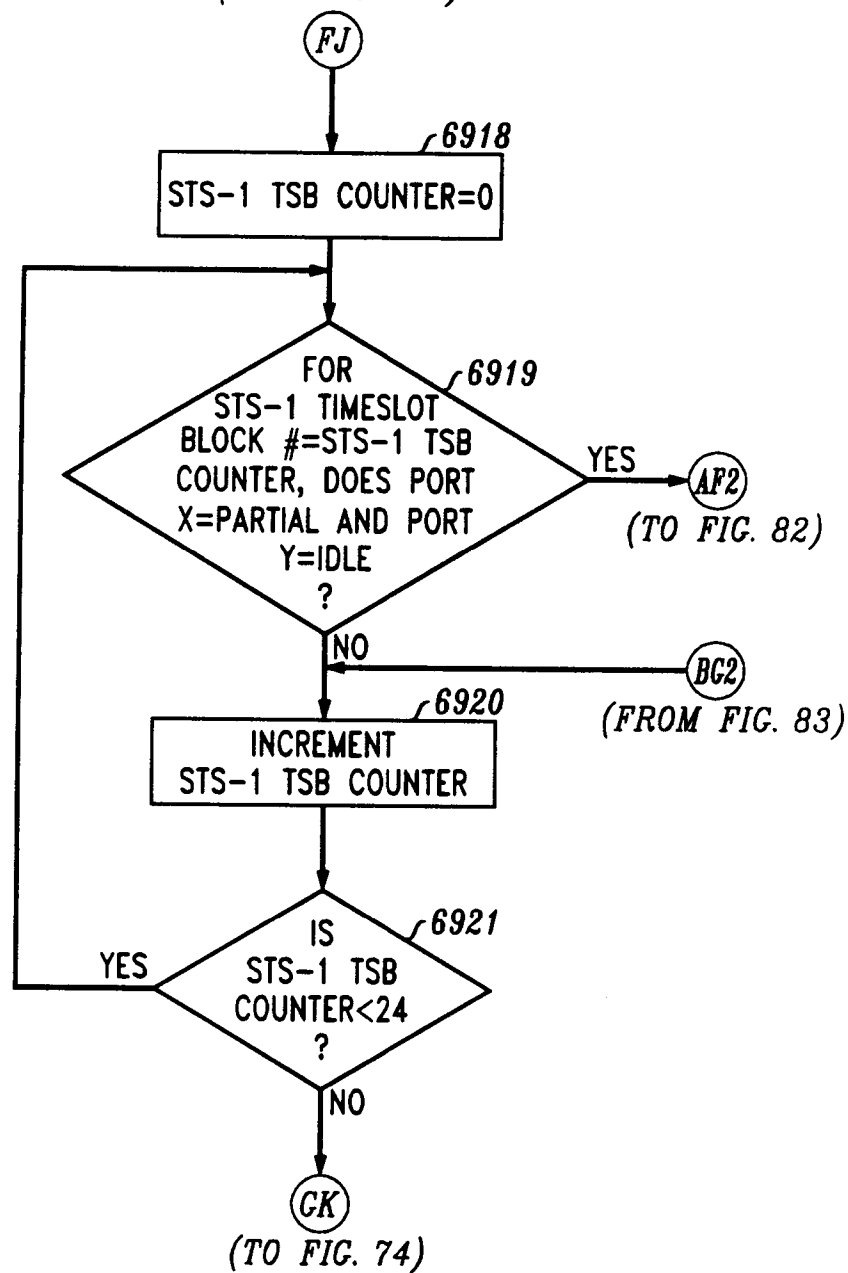 FJ
6918
STS-1 TSB COUNTER=0
FOR
6919
STS-1 TIMESLOT
BLOCK #=STS-1 TSB
COUNTER, DOES PORT
X=PARTIAL AND PORT
Y=IDLE
?
YES
AF2
(TO FIG. 82)
NO
BG2
(FROM FIG. 83)
6920
INCREMENT
STS-1 TSB COUNTER
6921
IS
STS-1 TSB
COUNTER<24
?
YES
NO
GK
(TO FIG. 74)